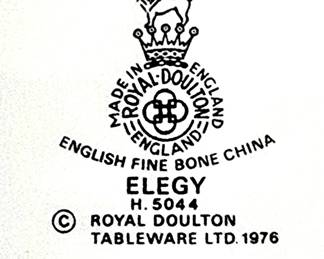 MADE IN ENGLAND
ROYAL·DOULTON
ENGLAND
ENGLISH FINE BONE CHINA
ELEGY
H.5044
© ROYAL DOULTON
TABLEWARE LTD. 1976